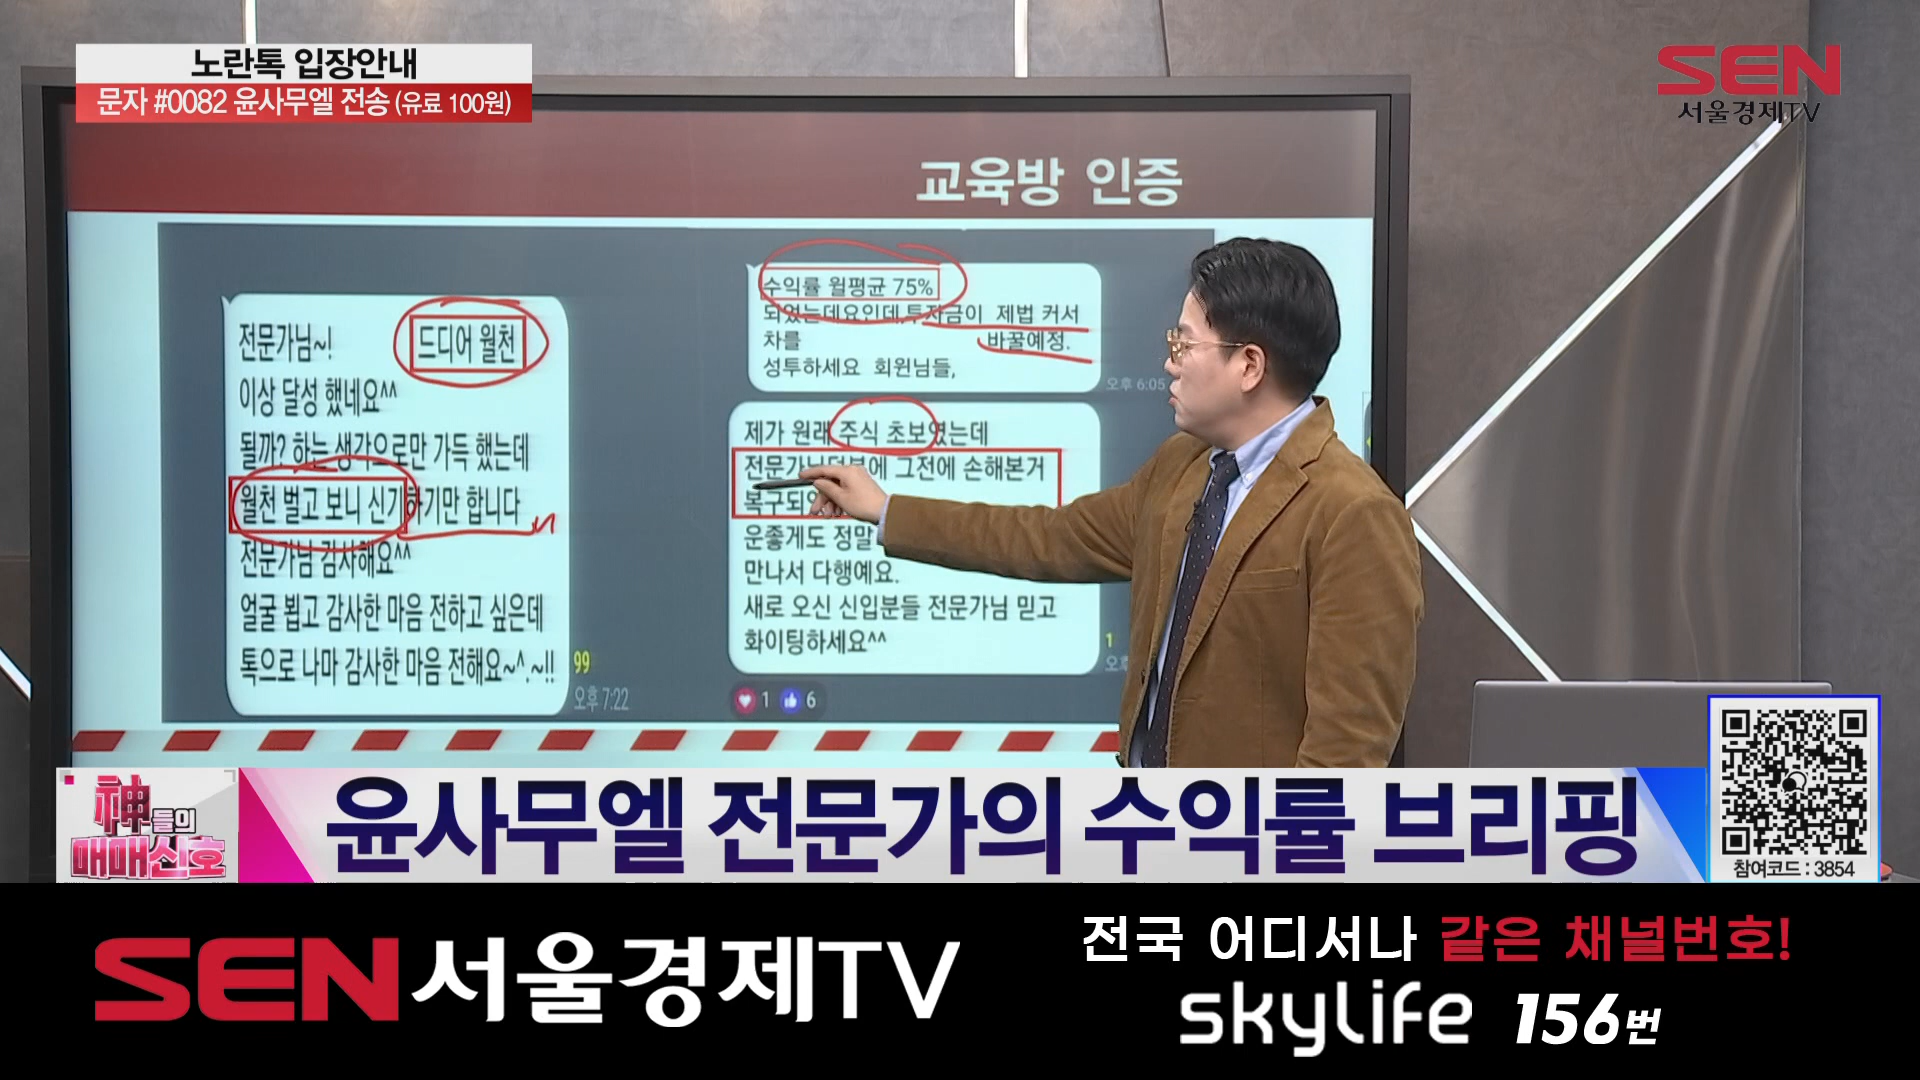 노란톡 입장안내
문자 #0082 윤사무엘 전송 (유료 100원)
SEN
서울경제TV
교육방 인증
전문가님~! 드디어 월천
이상 달성 했네요^^
될까? 하는 생각으로만 가득 했는데
월천 벌고 보니 신기하기만 합니다
전문가님 감사해요^^
얼굴 뵙고 감사한 마음 전하고 싶은데
톡으로 나마 감사한 마음 전해요~^.~!!
99
오후 7:22
수익률 월평균 75%
되었는데요인데,투자금이 제법 커서
차를 바꿀예정.
성투하세요 회원님들,
오후 6:05
제가 원래 주식 초보였는데
전문가님덕분에 그전에 손해본거
복구되
운좋게도 정말
만나서 다행예요.
새로 오신 신입분들 전문가님 믿고
화이팅하세요^^
1
오후
1 6
神들의
매매신호
윤사무엘 전문가의 수익률 브리핑
참여코드 : 3854
SEN 서울경제TV
전국 어디서나 같은 채널번호!
skylife 156번